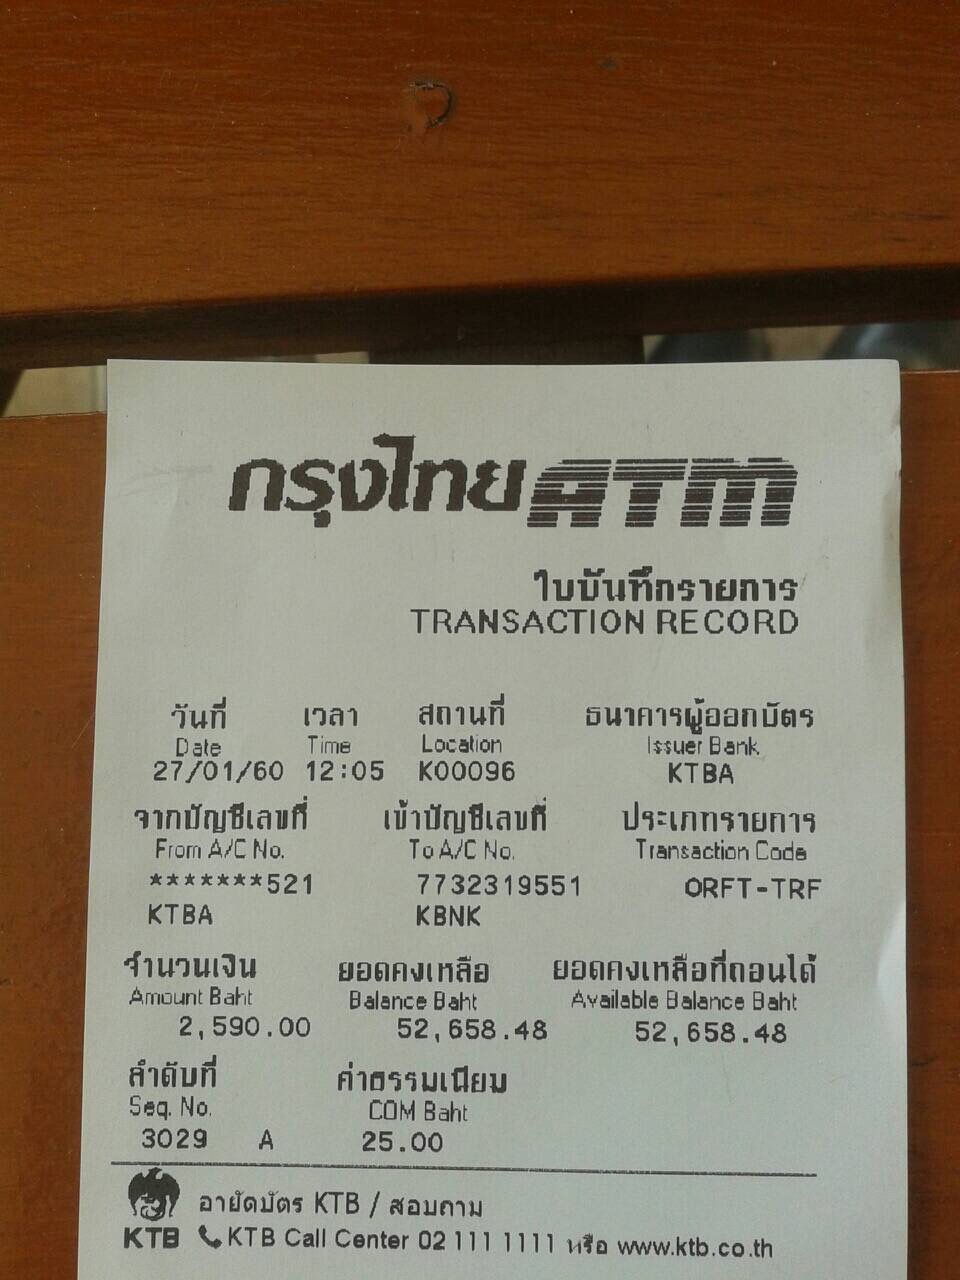 กรุงไทย ATM
ใบบันทึกรายการ
TRANSACTION RECORD
วันที่ เวลา สถานที่ ธนาคารผู้ออกบัตร
Date Time Location Issuer Bank
27/01/60 12:05 K00096 KTBA
จากบัญชีเลขที่ เข้าบัญชีเลขที่ ประเภทรายการ
From A/C No. To A/C No. Transaction Code
*******521 7732319551 ORFT-TRF
KTBA KBNK
จำนวนเงิน ยอดคงเหลือ ยอดคงเหลือที่ถอนได้
Amount Baht Balance Baht Available Balance Baht
2,590.00 52,658.48 52,658.48
ลำดับที่ ค่าธรรมเนียม
Seq. No. COM Baht
3029 A 25.00
อายัดบัตร KTB / สอบถาม
KTB KTB Call Center 02 111 1111 หรือ www.ktb.co.th